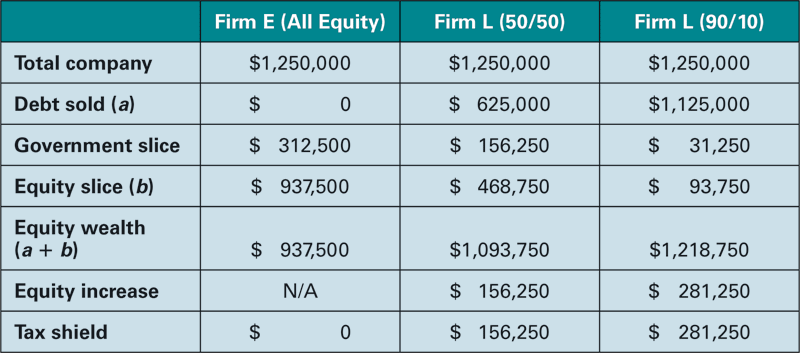 Firm E (All Equity) Firm L (50/50) Firm L (90/10)
Total company $1,250,000 $1,250,000 $1,250,000
Debt sold (a) $ 0 $ 625,000 $1,125,000
Government slice $ 312,500 $ 156,250 $ 31,250
Equity slice (b) $ 937,500 $ 468,750 $ 93,750
Equity wealth
(a + b) $ 937,500 $1,093,750 $1,218,750
Equity increase N/A $ 156,250 $ 281,250
Tax shield $ 0 $ 156,250 $ 281,250